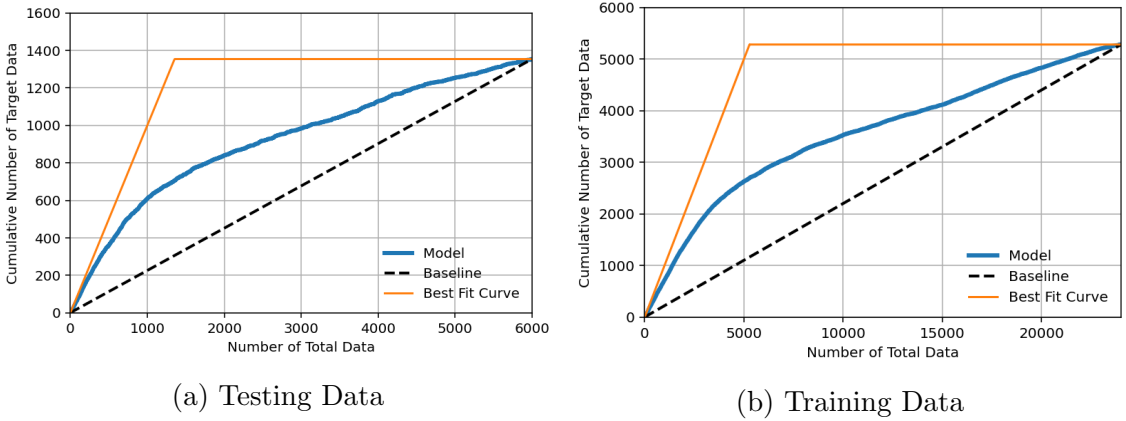 1600
1400
1200
1000
800
600
400
200
0
Cumulative Number of Target Data
Model
Baseline
Best Fit Curve
0 1000 2000 3000 4000 5000 6000
Number of Total Data
(a) Testing Data
6000
5000
4000
3000
2000
1000
0
Cumulative Number of Target Data
Model
Baseline
Best Fit Curve
0 5000 10000 15000 20000
Number of Total Data
(b) Training Data